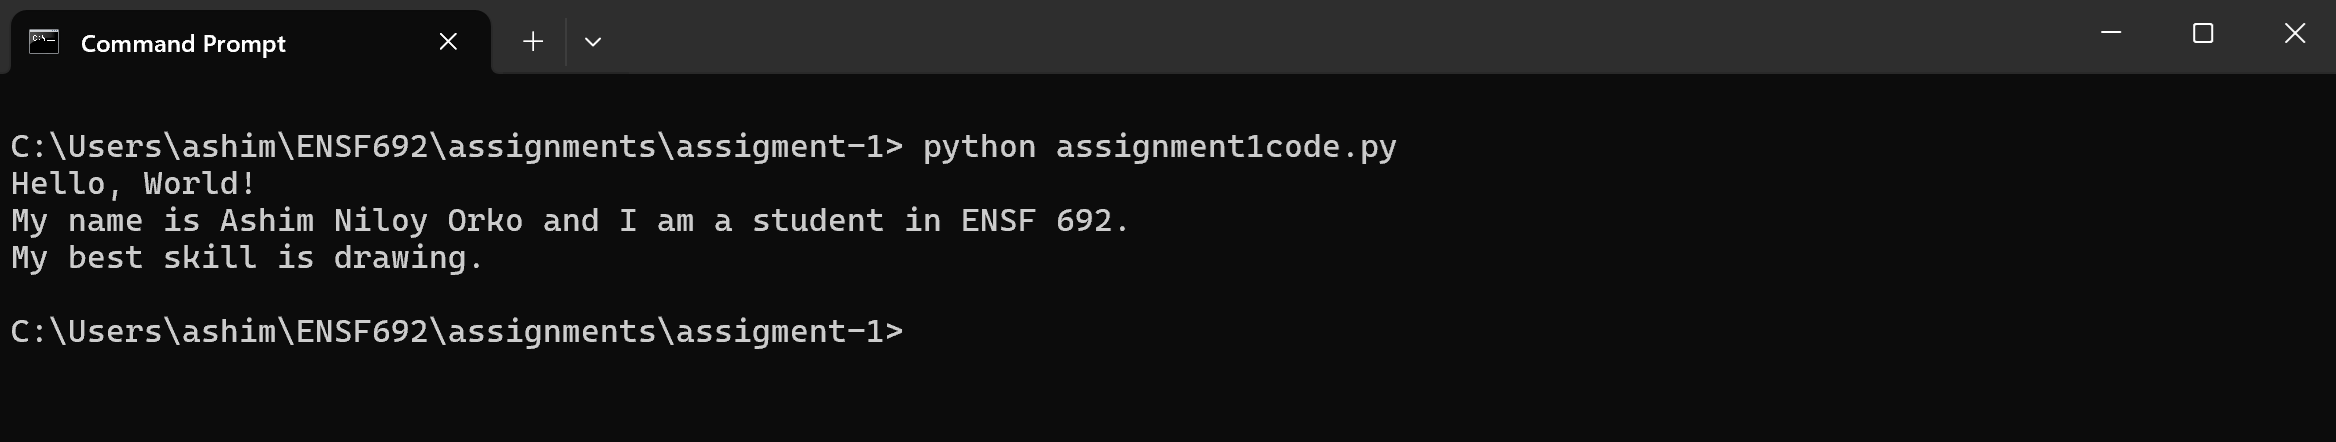 Command Prompt
C:\Users\ashim\ENSF692\assignments\assigment-1> python assignment1code.py
Hello, World!
My name is Ashim Niloy Orko and I am a student in ENSF 692.
My best skill is drawing.
C:\Users\ashim\ENSF692\assignments\assigment-1>